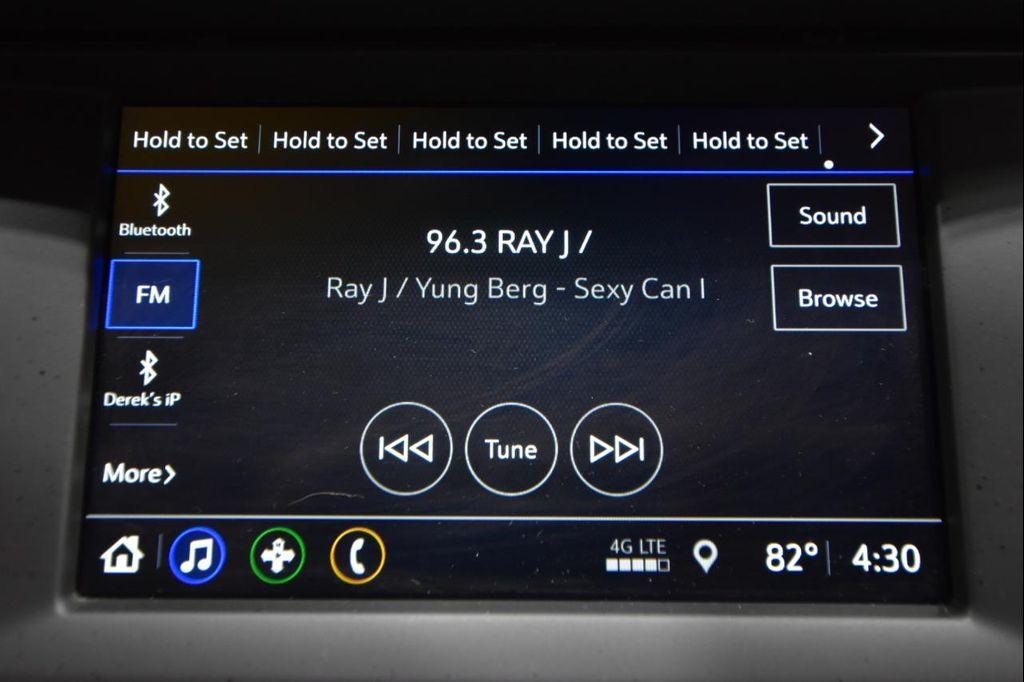 Hold to Set Hold to Set Hold to Set Hold to Set Hold to Set
Bluetooth
Sound
96.3 RAY J /
FM
Ray J / Yung Berg - Sexy Can I
Browse
Derek's iP
Tune
More
4G LTE
82° 4:30